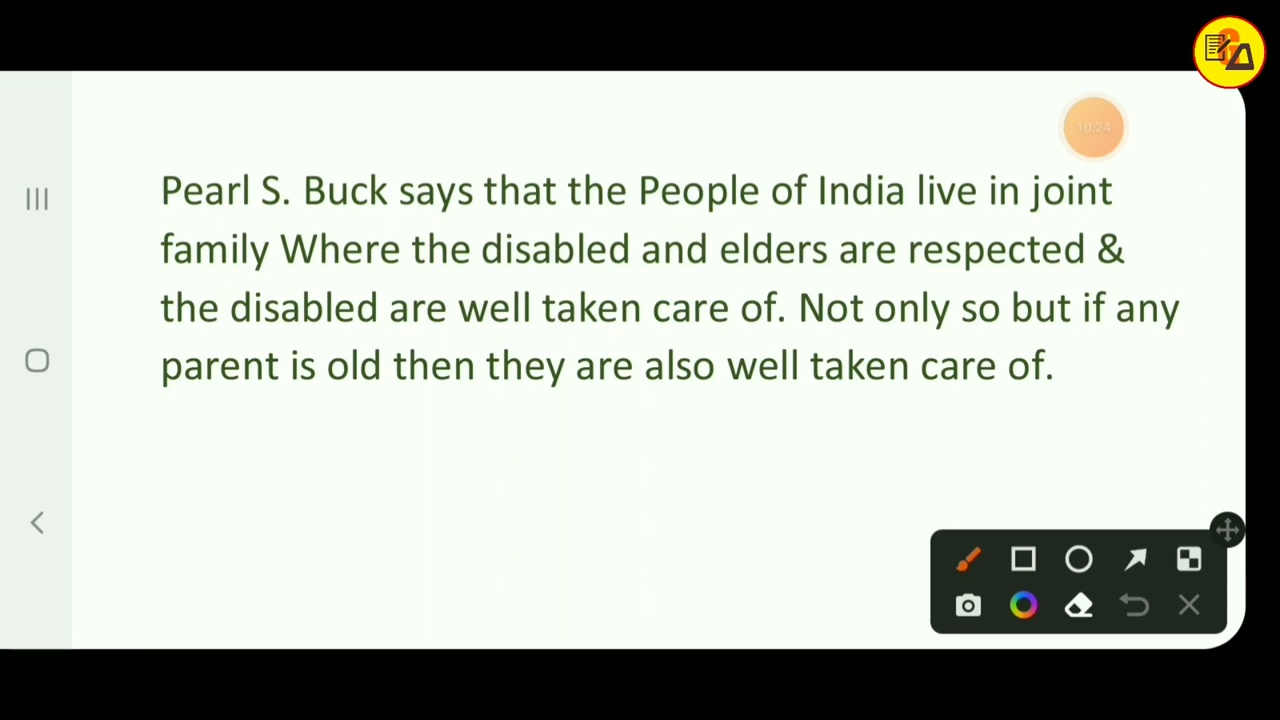 10:24
Pearl S. Buck says that the People of India live in joint
family Where the disabled and elders are respected &
the disabled are well taken care of. Not only so but if any
parent is old then they are also well taken care of.